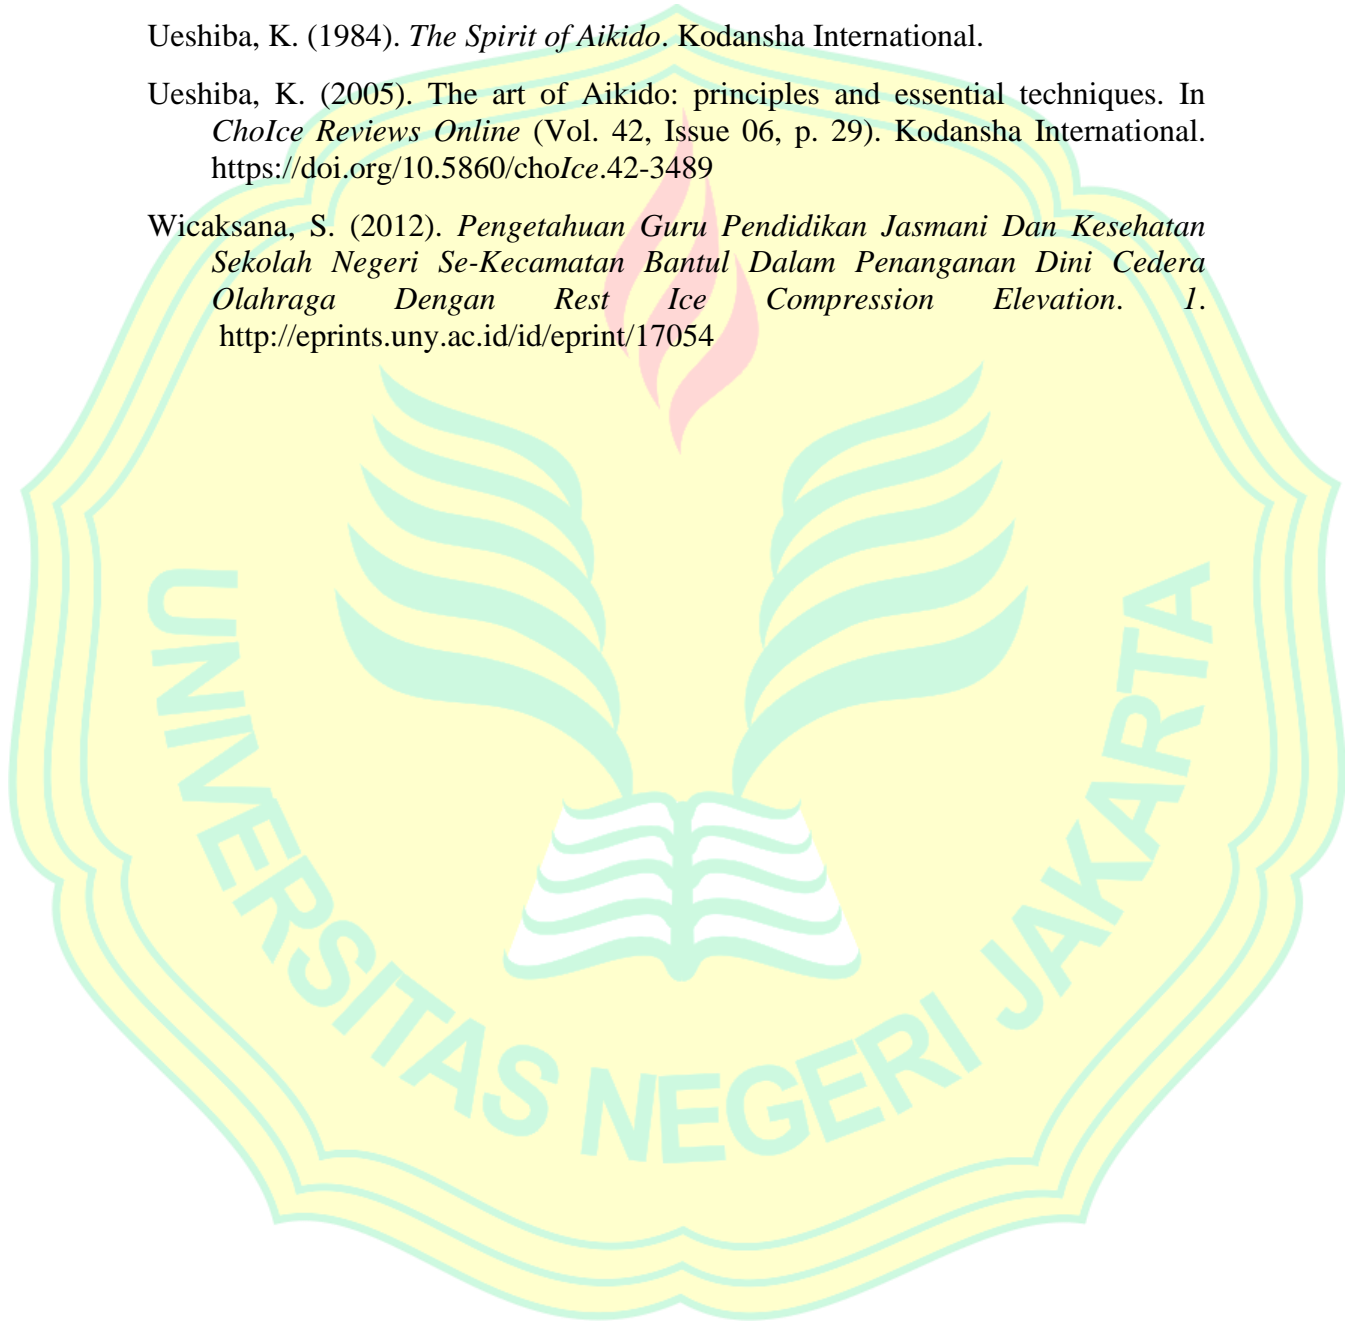 Ueshiba, K. (1984). The Spirit of Aikido. Kodansha International.
Ueshiba, K. (2005). The art of Aikido: principles and essential techniques. In
ChoIce Reviews Online (Vol. 42, Issue 06, p. 29). Kodansha International.
https://doi.org/10.5860/choIce.42-3489
Wicaksana, S. (2012). Pengetahuan Guru Pendidikan Jasmani Dan Kesehatan
Sekolah Negeri Se-Kecamatan Bantul Dalam Penanganan Dini Cedera
Olahraga Dengan Rest Ice Compression Elevation. 1.
http://eprints.uny.ac.id/id/eprint/17054
UNIVERSITAS NEGERI JAKARTA